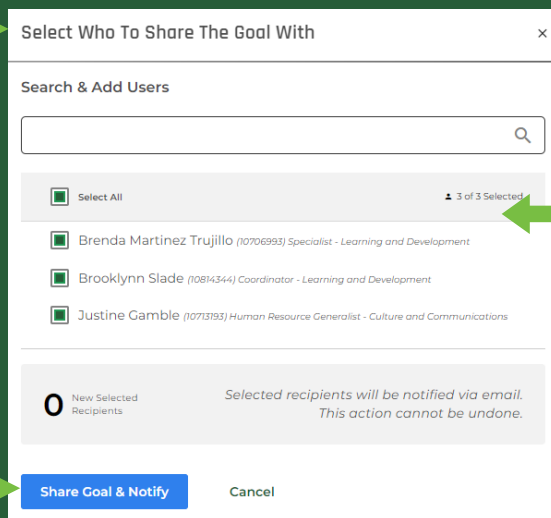 Select Who To Share The Goal With ×
Search & Add Users
Select All 3 of 3 Selected
Brenda Martinez Trujillo (10706993) Specialist - Learning and Development
Brooklynn Slade (10814344) Coordinator - Learning and Development
Justine Gamble (10713193) Human Resource Generalist - Culture and Communications
0 New Selected Recipients
Selected recipients will be notified via email.
This action cannot be undone.
Share Goal & Notify Cancel